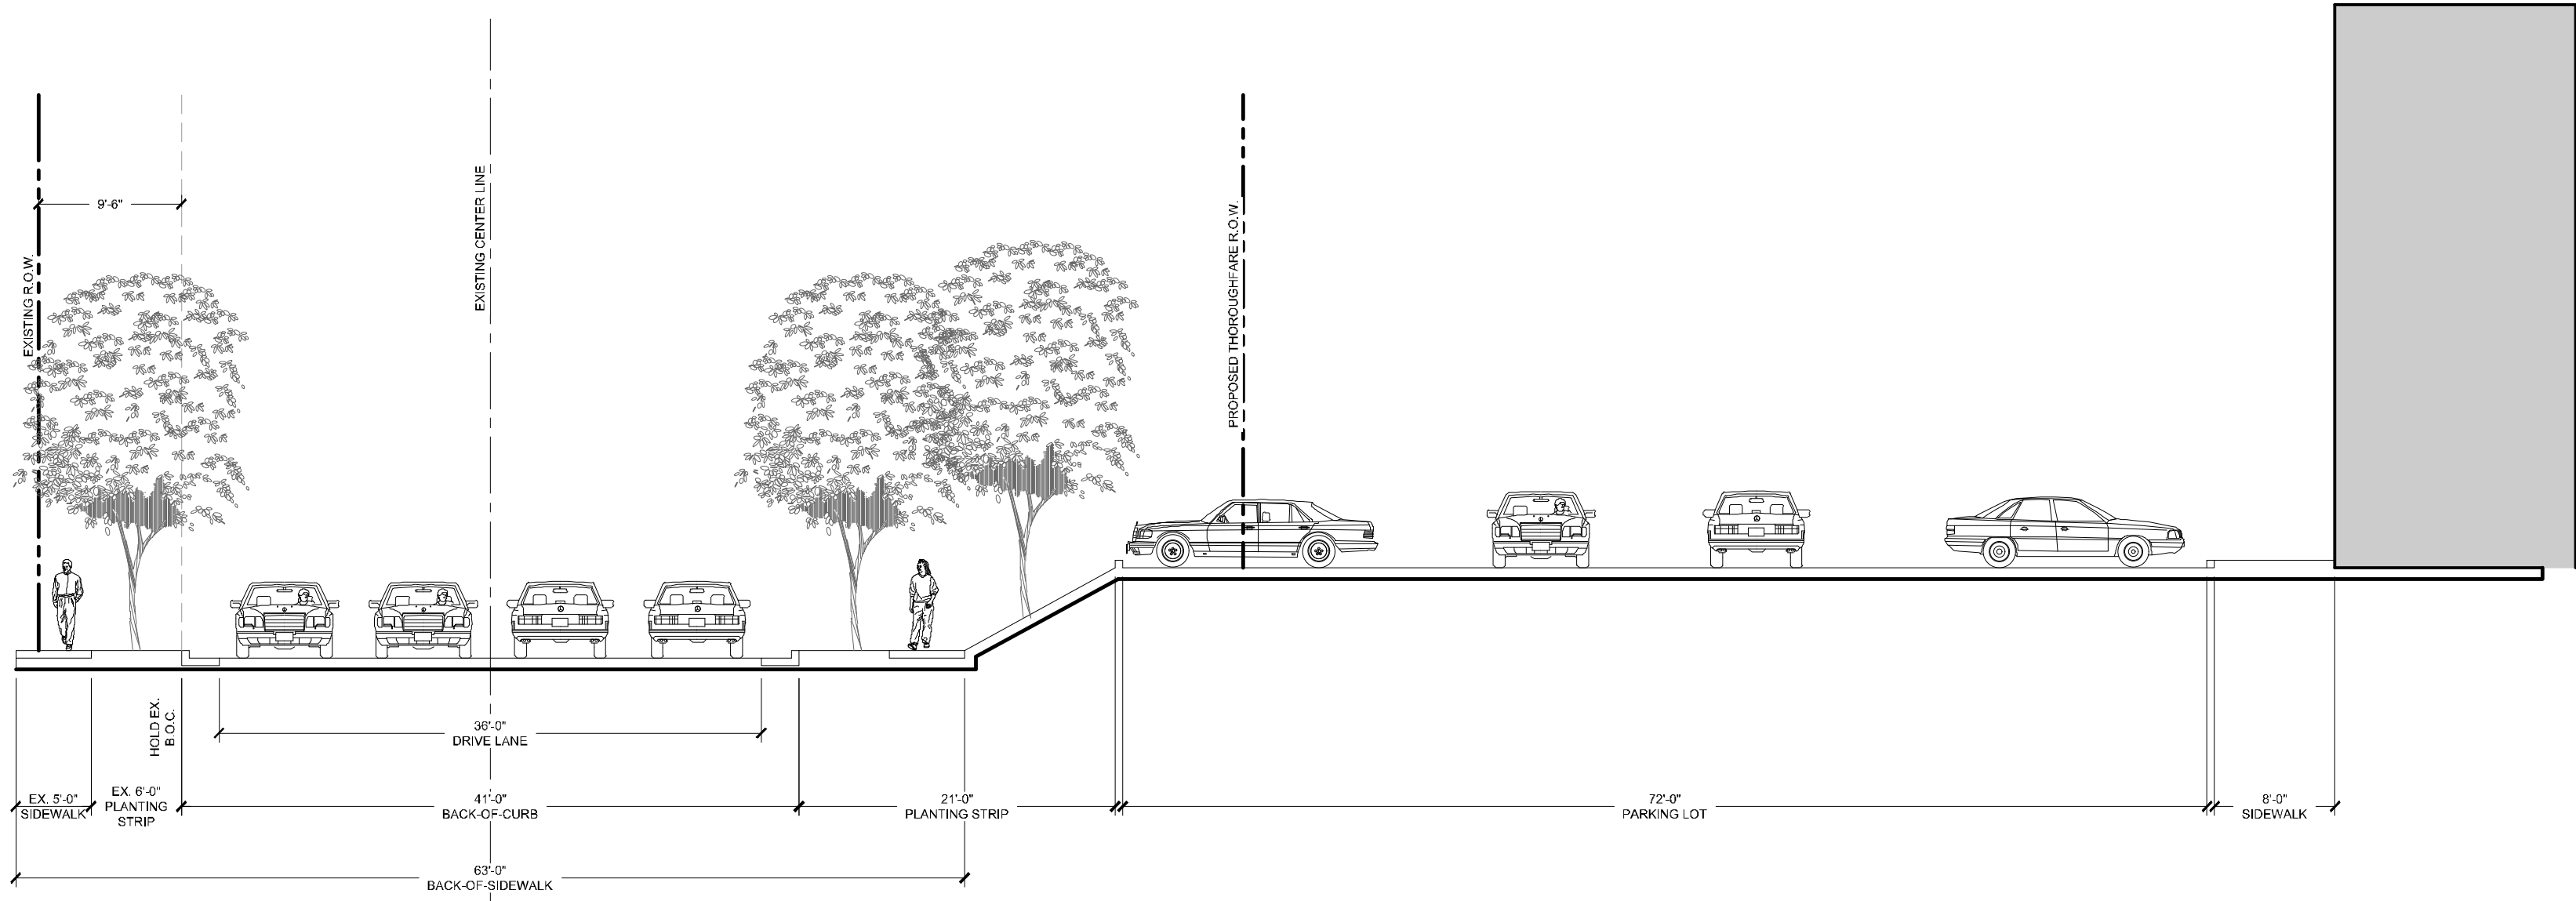 9'-6"
EXISTING R.O.W.
EXISTING CENTER LINE
PROPOSED THOROUGHFARE R.O.W.
HOLD EX.
B.O.C.
36'-0"
DRIVE LANE
EX. 5'-0"
SIDEWALK
EX. 6'-0"
PLANTING
STRIP
41'-0"
BACK-OF-CURB
21'-0"
PLANTING STRIP
72'-0"
PARKING LOT
8'-0"
SIDEWALK
63'-0"
BACK-OF-SIDEWALK